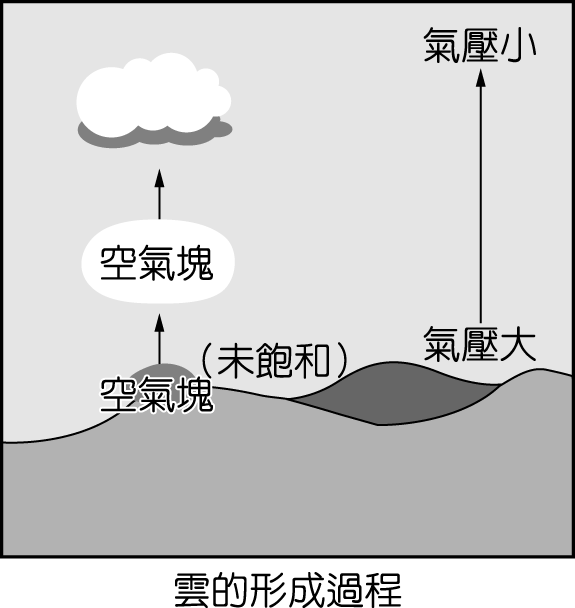 氣壓小
空氣塊
氣壓大
（未飽和）
空氣塊
雲的形成過程